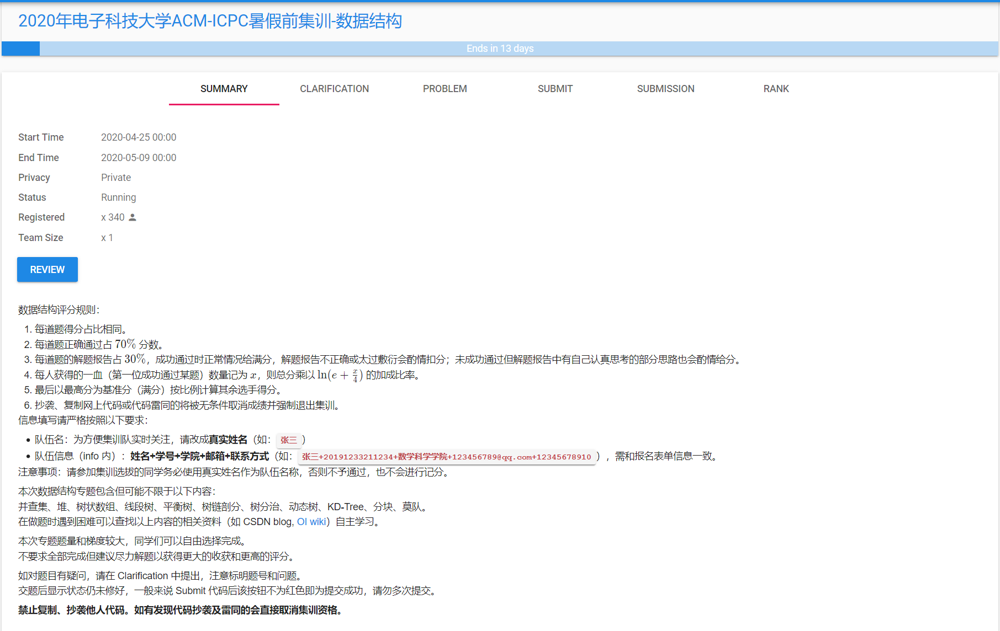 2020年电子科技大学ACM-ICPC暑假前集训-数据结构
Ends in 13 days
SUMMARY CLARIFICATION PROBLEM SUBMIT SUBMISSION RANK
Start Time 2020-04-25 00:00
End Time 2020-05-09 00:00
Privacy Private
Status Running
Registered x 340
Team Size x 1
REVIEW
数据结构评分规则：
1. 每道题得分占比相同。
2. 每道题正确通过占 70% 分数。
3. 每道题的解题报告占 30%，成功通过时正常情况给满分，解题报告不正确或太过敷衍会酌情扣分；未成功通过但解题报告中有自己认真思考的部分思路也会酌情给分。
4. 每人获得的一血（第一位成功通过某题）数量记为 x，则总分乘以 ln(e + x/4) 的加成比率。
5. 最后以最高分为基准分（满分）按比例计算其余选手得分。
6. 抄袭、复制网上代码或代码雷同的将被无条件取消成绩并强制退出集训。
信息填写请严格按照以下要求：
• 队伍名：为方便集训队实时关注，请改成真实姓名（如：张三）
• 队伍信息（info 内）：姓名+学号+学院+邮箱+联系方式（如：张三+20191233211234+数学科学学院+123456789@qq.com+12345678910），需和报名表单信息一致。
注意事项：请参加集训选拔的同学务必使用真实姓名作为队伍名称，否则不予通过，也不会进行记分。
本次数据结构专题包含但可能不限于以下内容：
并查集、堆、树状数组、线段树、平衡树、树链剖分、树分治、动态树、KD-Tree、分块、莫队。
在做题时遇到困难可以查找以上内容的相关资料（如 CSDN blog, OI wiki）自主学习。
本次专题题量和梯度较大，同学们可以自由选择完成。
不要求全部完成但建议尽力解题以获得更大的收获和更高的评分。
如对题目有疑问，请在 Clarification 中提出，注意标明题号和问题。
交题后显示状态仍未修好，一般来说 Submit 代码后该按钮不为红色即为提交成功，请勿多次提交。
禁止复制、抄袭他人代码。如有发现代码抄袭及雷同的会直接取消集训资格。